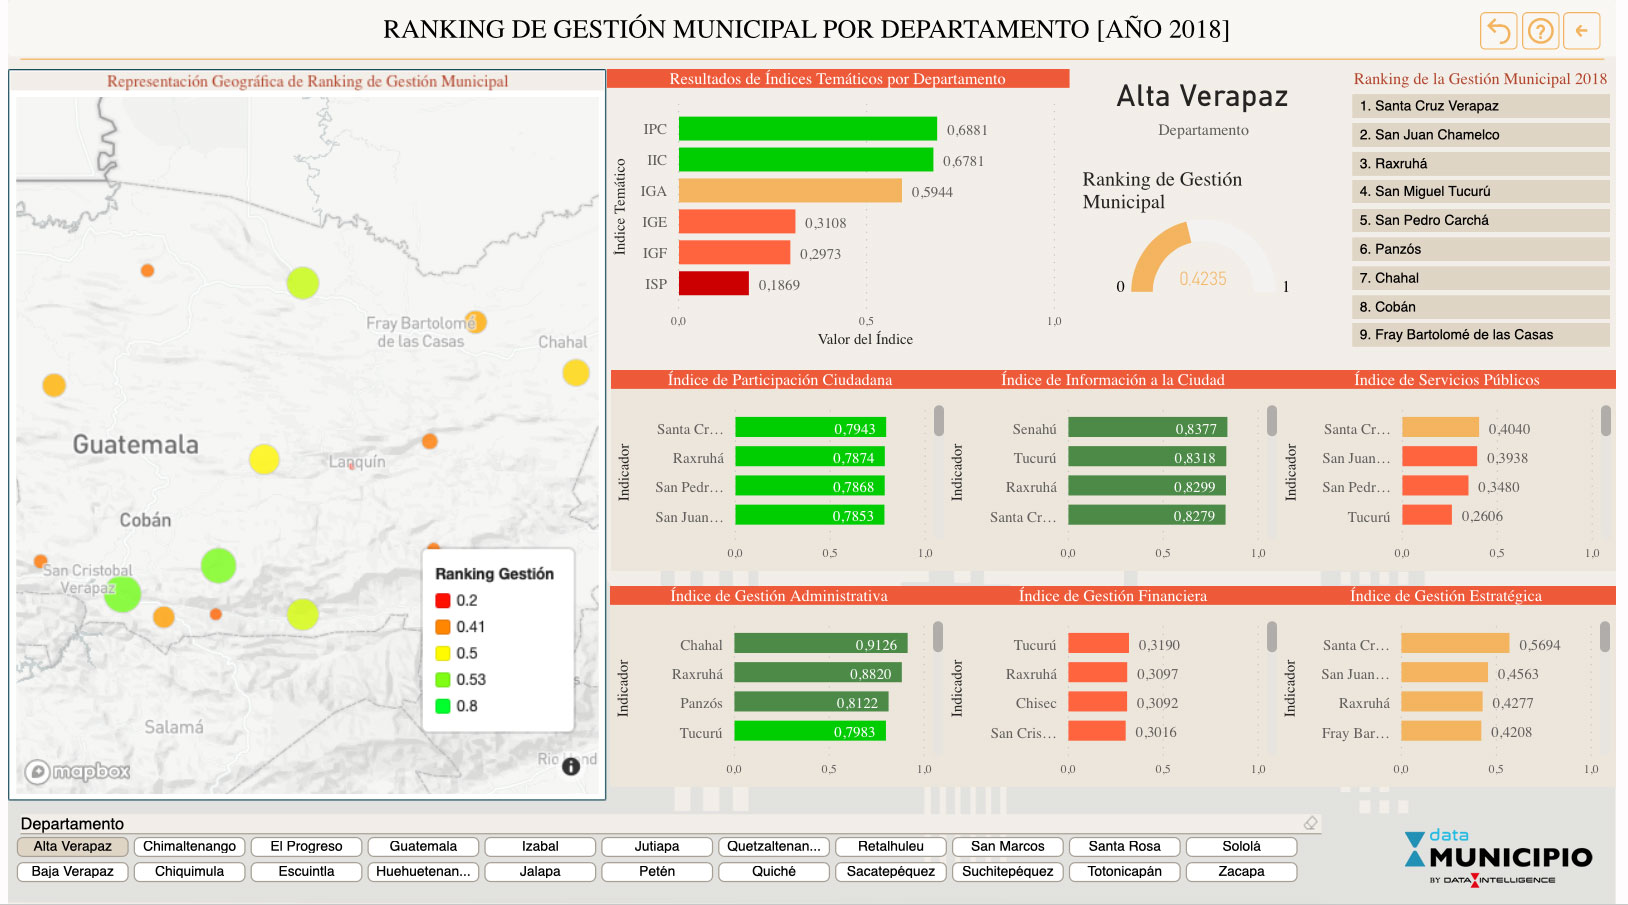 RANKING DE GESTIÓN MUNICIPAL POR DEPARTAMENTO [AÑO 2018]
Representación Geográfica de Ranking de Gestión Municipal
Fray Bartolomé
de las Casas
Chahal
Guatemala
Lanquín
Cobán
San Cristobal
Verapaz
Salamá
mapbox
Ranking Gestión
0.2
0.41
0.5
0.53
0.8
Resultados de Índices Temáticos por Departamento
Índice Temático
IPC 0,6881
IIC 0,6781
IGA 0,5944
IGE 0,3108
IGF 0,2973
ISP 0,1869
0,0 0,5 1,0
Valor del Índice
Alta Verapaz
Departamento
Ranking de Gestión
Municipal
0,4235
0 1
Ranking de la Gestión Municipal 2018
1. Santa Cruz Verapaz
2. San Juan Chamelco
3. Raxruhá
4. San Miguel Tucurú
5. San Pedro Carchá
6. Panzós
7. Chahal
8. Cobán
9. Fray Bartolomé de las Casas
Índice de Participación Ciudadana
Indicador
Santa Cr… 0,7943
Raxruhá 0,7874
San Pedr… 0,7868
San Juan… 0,7853
0,0 0,5 1,0
Índice de Información a la Ciudad
Indicador
Senahú 0,8377
Tucurú 0,8318
Raxruhá 0,8299
Santa Cr… 0,8279
0,0 0,5 1,0
Índice de Servicios Públicos
Indicador
Santa Cr… 0,4040
San Juan… 0,3938
San Pedr… 0,3480
Tucurú 0,2606
0,0 0,5 1,0
Índice de Gestión Administrativa
Indicador
Chahal 0,9126
Raxruhá 0,8820
Panzós 0,8122
Tucurú 0,7983
0,0 0,5 1,0
Índice de Gestión Financiera
Indicador
Tucurú 0,3190
Raxruhá 0,3097
Chisec 0,3092
San Cris… 0,3016
0,0 0,5 1,0
Índice de Gestión Estratégica
Indicador
Santa Cr… 0,5694
San Juan… 0,4563
Raxruhá 0,4277
Fray Bar… 0,4208
0,0 0,5 1,0
Departamento
Alta Verapaz Chimaltenango El Progreso Guatemala Izabal Jutiapa Quetzaltenan... Retalhuleu San Marcos Santa Rosa Sololá
Baja Verapaz Chiquimula Escuintla Huehuetenan... Jalapa Petén Quiché Sacatepéquez Suchitepéquez Totonicapán Zacapa
data
MUNICIPIO
BY DATA INTELLIGENCE